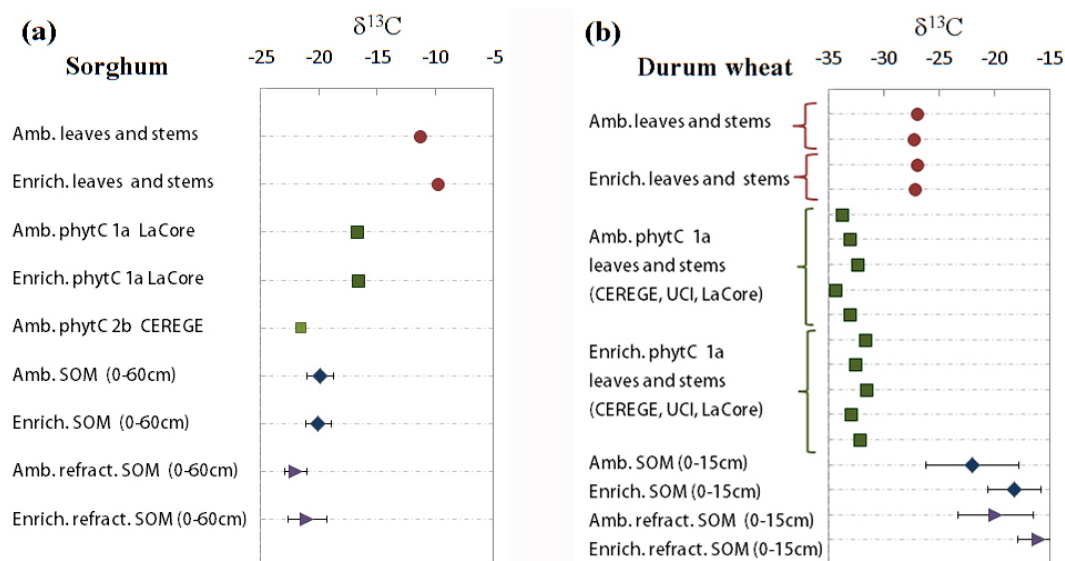 (a)
δ¹³C
Sorghum
-25 -20 -15 -10 -5
Amb. leaves and stems
Enrich. leaves and stems
Amb. phytC 1a LaCore
Enrich. phytC 1a LaCore
Amb. phytC 2b CEREGE
Amb. SOM (0-60cm)
Enrich. SOM (0-60cm)
Amb. refract. SOM (0-60cm)
Enrich. refract. SOM (0-60cm)
(b)
δ¹³C
Durum wheat
-35 -30 -25 -20 -15
Amb. leaves and stems
Enrich. leaves and stems
Amb. phytC 1a
leaves and stems
(CEREGE, UCI, LaCore)
Enrich. phytC 1a
leaves and stems
(CEREGE, UCI, LaCore)
Amb. SOM (0-15cm)
Enrich. SOM (0-15cm)
Amb. refract. SOM (0-15cm)
Enrich. refract. SOM (0-15cm)